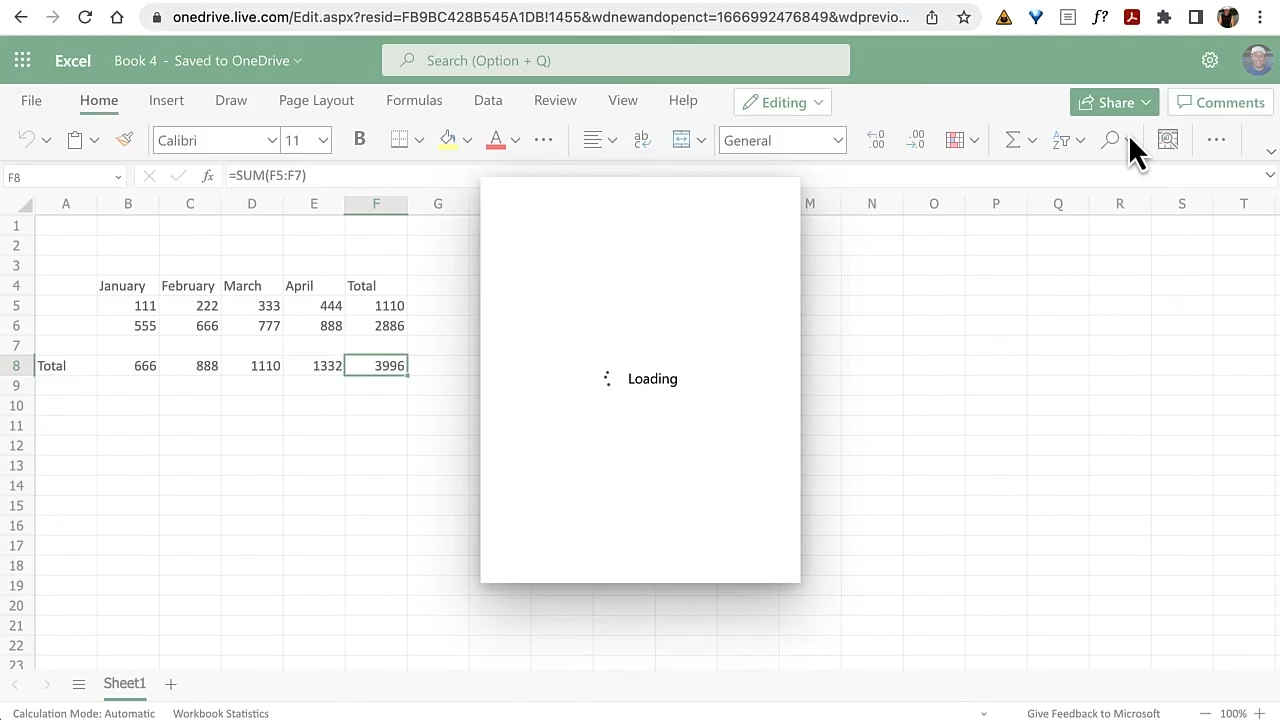 onedrive.live.com/Edit.aspx?resid=FB9BC428B545A1DB!1455&wdnewandopenct=1666992476849&wdprevio...
Excel
Book 4 - Saved to OneDrive
Search (Option + Q)
File Home Insert Draw Page Layout Formulas Data Review View Help Editing Share Comments
Calibri 11 B A ab General
F8 fx =SUM(F5:F7)
A B C D E F G M N O P Q R S T
1
2
3
4 January February March April Total
5 111 222 333 444 1110
6 555 666 777 888 2886
7
8 Total 666 888 1110 1332 3996
9
10
11
12
13
14
15
16
17
18
19
20
21
22
23
Loading
Sheet1
Calculation Mode: Automatic Workbook Statistics Give Feedback to Microsoft 100%